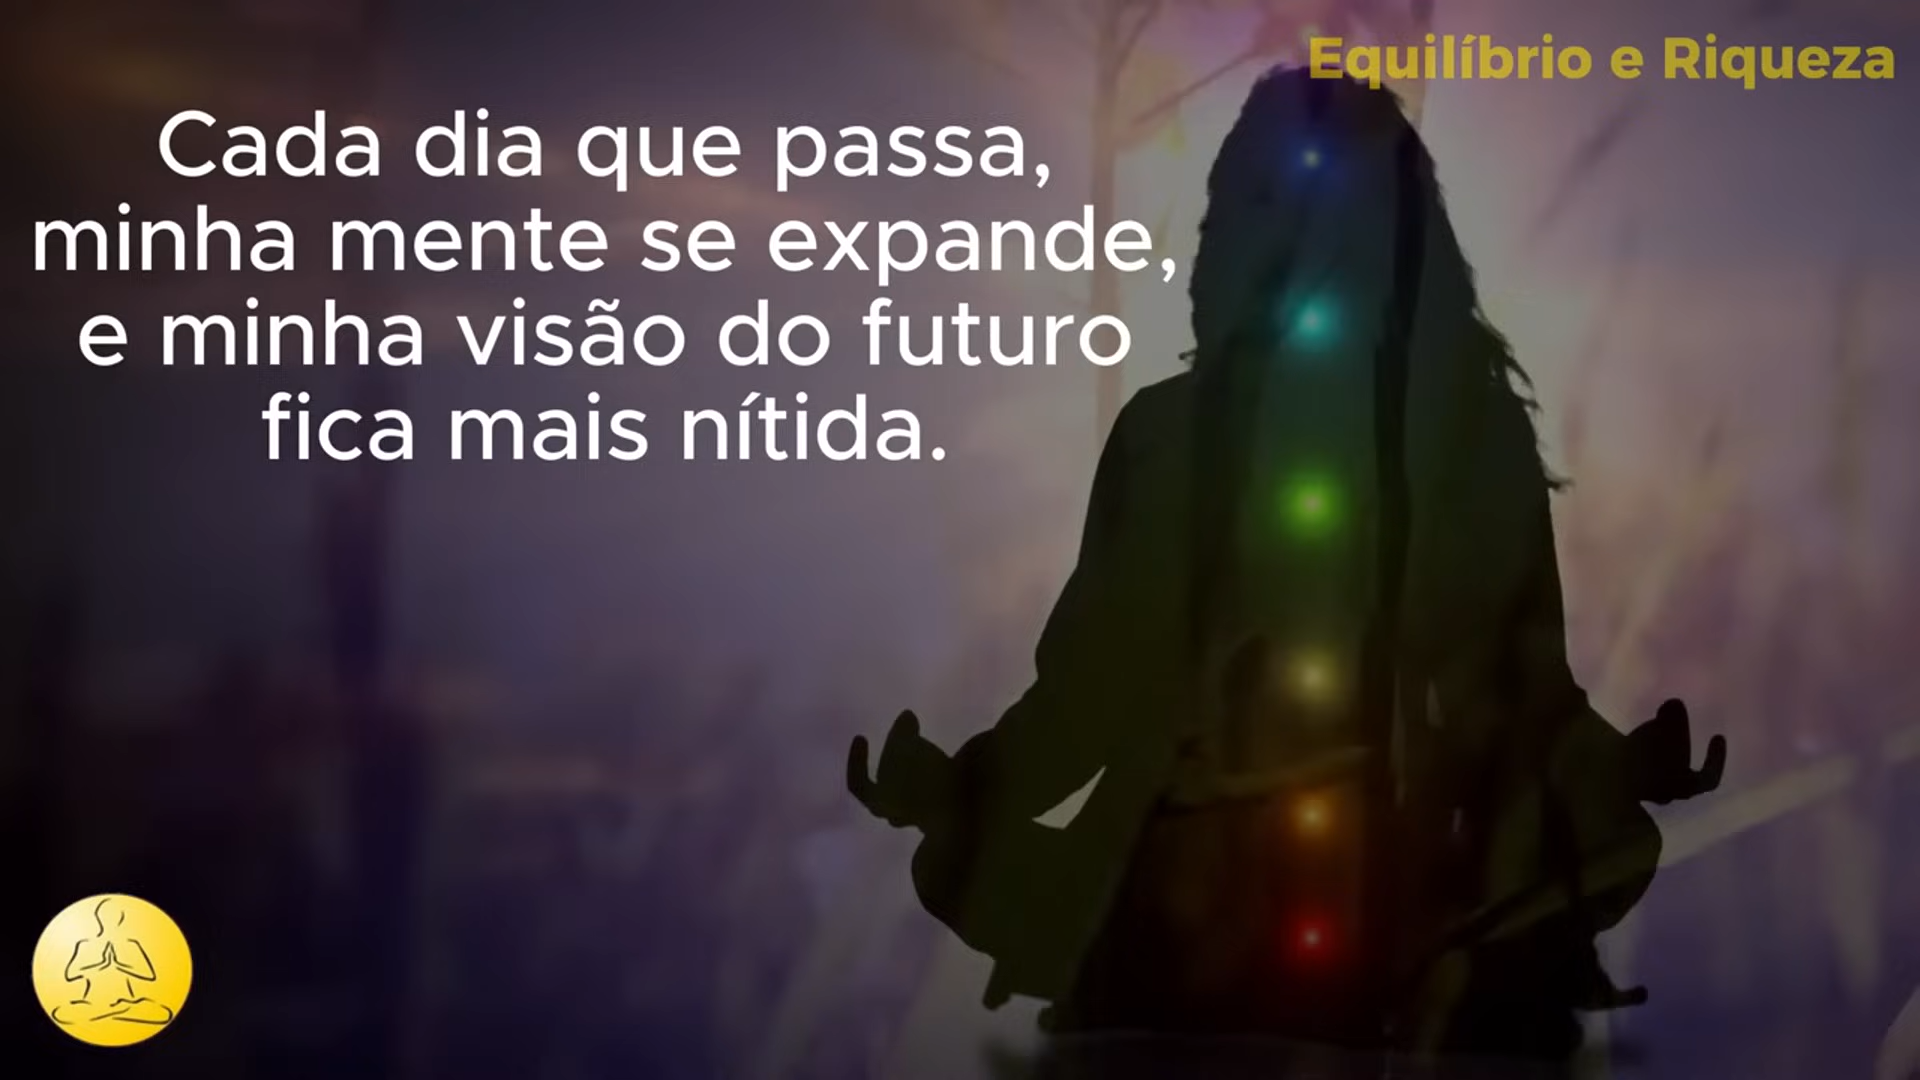 Equilíbrio e Riqueza
Cada dia que passa,
minha mente se expande,
e minha visão do futuro
fica mais nítida.